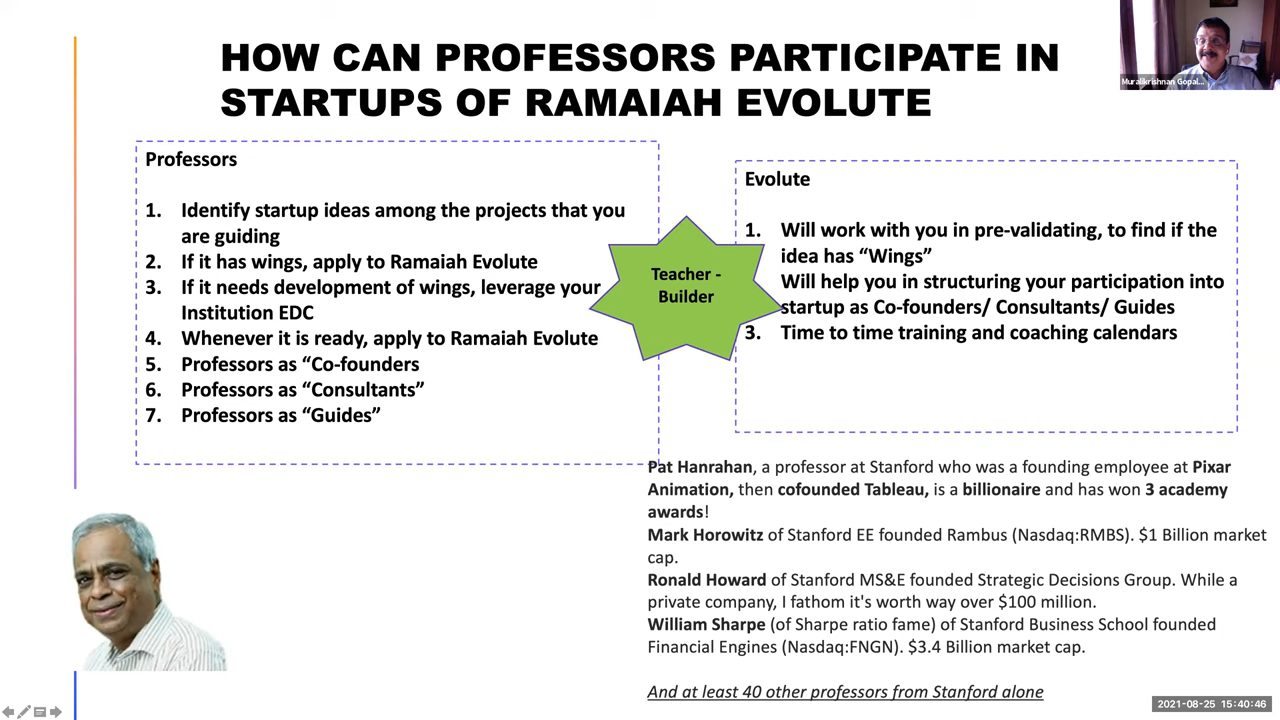 HOW CAN PROFESSORS PARTICIPATE IN
STARTUPS OF RAMAIAH EVOLUTE
Muralikrishnan Gopal...
Professors
1. Identify startup ideas among the projects that you
are guiding
2. If it has wings, apply to Ramaiah Evolute
3. If it needs development of wings, leverage your
Institution EDC
4. Whenever it is ready, apply to Ramaiah Evolute
5. Professors as “Co-founders
6. Professors as “Consultants”
7. Professors as “Guides”
Teacher -
Builder
Evolute
1. Will work with you in pre-validating, to find if the
idea has “Wings”
Will help you in structuring your participation into
startup as Co-founders/ Consultants/ Guides
3. Time to time training and coaching calendars
Pat Hanrahan, a professor at Stanford who was a founding employee at Pixar
Animation, then cofounded Tableau, is a billionaire and has won 3 academy
awards!
Mark Horowitz of Stanford EE founded Rambus (Nasdaq:RMBS). $1 Billion market
cap.
Ronald Howard of Stanford MS&E founded Strategic Decisions Group. While a
private company, I fathom it's worth way over $100 million.
William Sharpe (of Sharpe ratio fame) of Stanford Business School founded
Financial Engines (Nasdaq:FNGN). $3.4 Billion market cap.
And at least 40 other professors from Stanford alone
2021-08-25 15:40:46